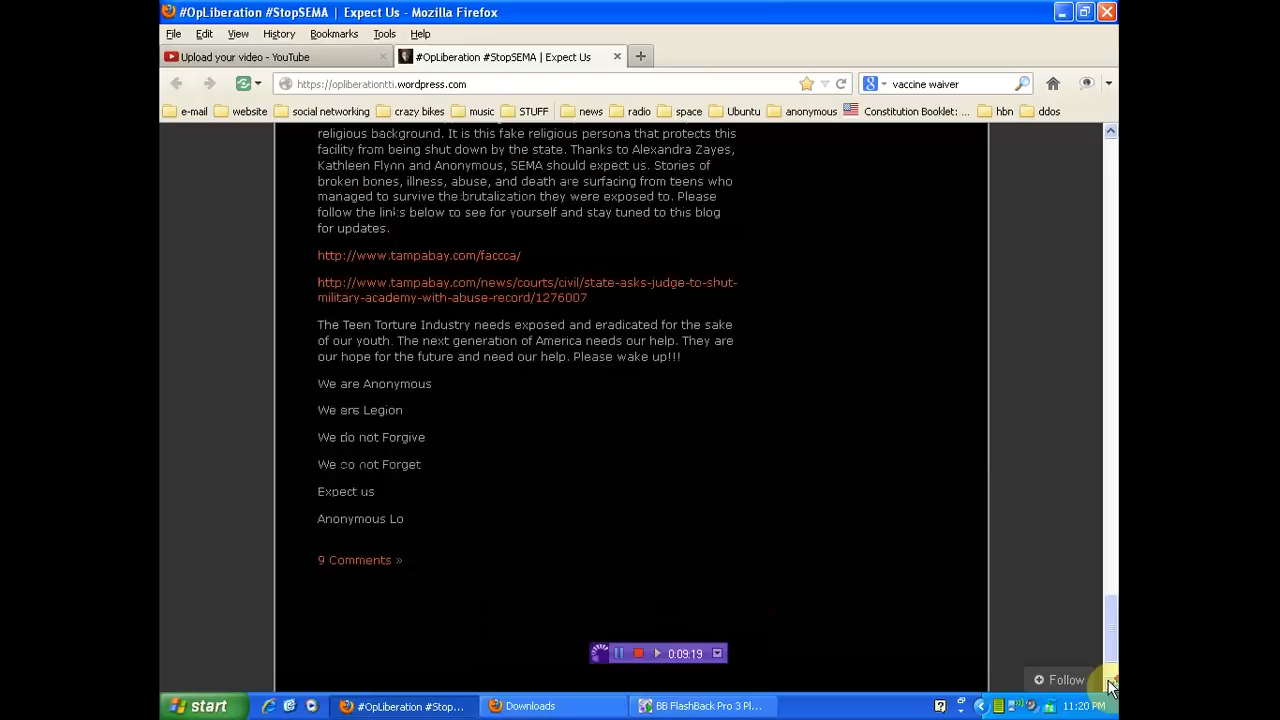 #OpLiberation #StopSEMA | Expect Us - Mozilla Firefox
File Edit View History Bookmarks Tools Help
Upload your video - YouTube
#OpLiberation #StopSEMA | Expect Us
https://opliberationtti.wordpress.com
vaccine waiver
e-mail website social networking crazy bikes music STUFF news radio space Ubuntu anonymous Constitution Booklet: ... hbn ddos
religious background. It is this fake religious persona that protects this
facility from being shut down by the state. Thanks to Alexandra Zayes,
Kathleen Flynn and Anonymous, SEMA should expect us. Stories of
broken bones, illness, abuse, and death are surfacing from teens who
managed to survive the brutalization they were exposed to. Please
follow the links below to see for yourself and stay tuned to this blog
for updates.
http://www.tampabay.com/faccca/
http://www.tampabay.com/news/courts/civil/state-asks-judge-to-shut-
military-academy-with-abuse-record/1276007
The Teen Torture Industry needs exposed and eradicated for the sake
of our youth. The next generation of America needs our help. They are
our hope for the future and need our help. Please wake up!!!
We are Anonymous
We are Legion
We do not Forgive
We do not Forget
Expect us
Anonymous Lo
9 Comments »
0:09:19
Follow
start
#OpLiberation #Stop...
Downloads
BB FlashBack Pro 3 Pl...
11:20 PM